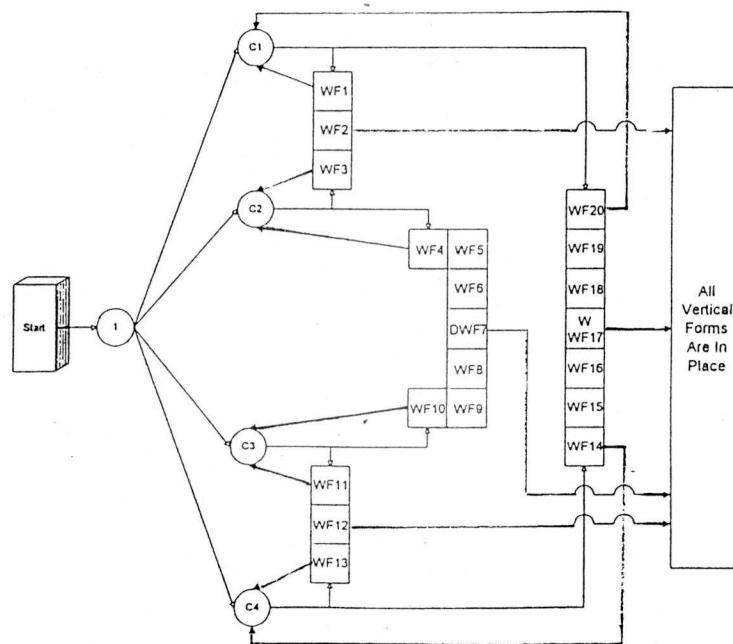 C1
WF1
WF2
WF3
C2
WF20
WF4 WF5
WF19
WF6
WF18
Start
1
DWF7
W
WF17
All
Vertical
Forms
Are In
Place
WF8
WF16
WF10 WF9
WF15
C3
WF14
WF11
WF12
WF13
C4